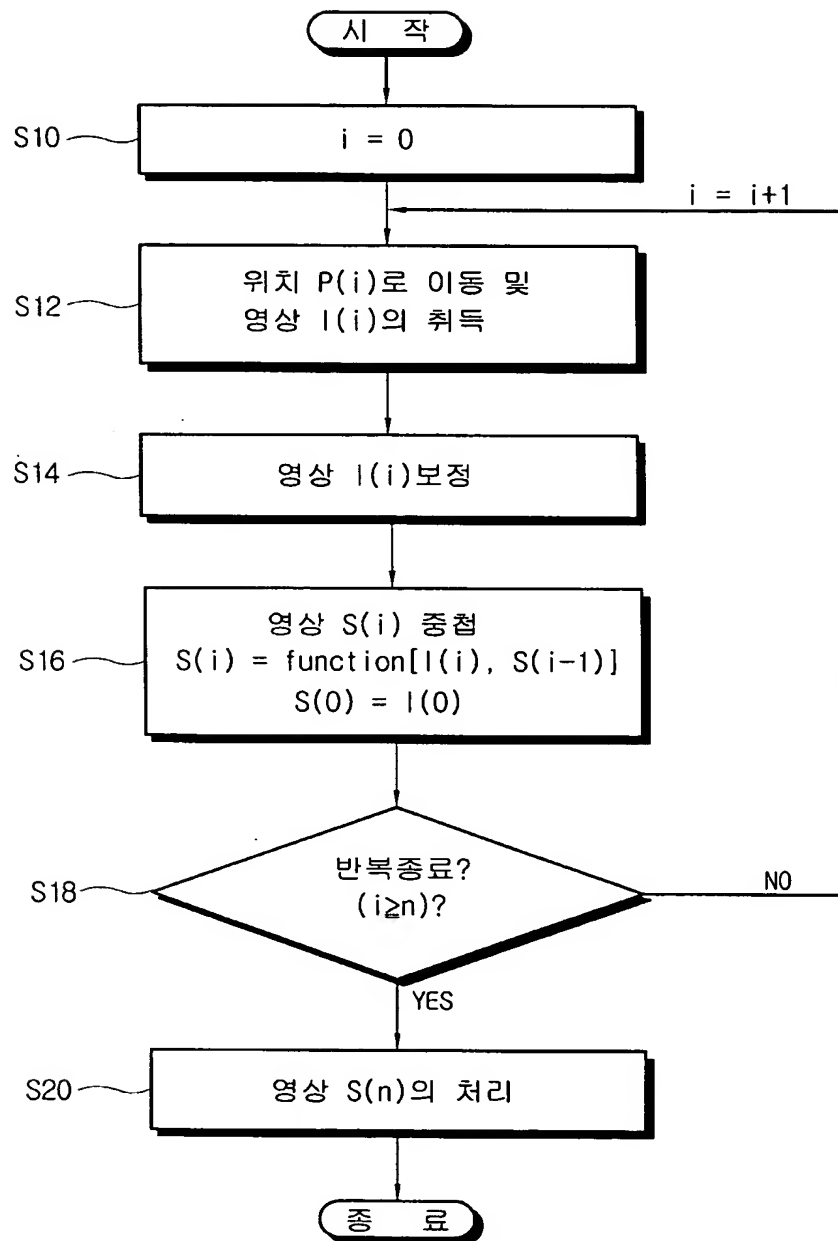 시 작
S10
i = 0
i = i+1
S12
위치 P(i)로 이동 및
영상 I(i)의 취득
S14
영상 I(i)보정
S16
영상 S(i) 중첩
S(i) = function[I(i), S(i-1)]
S(0) = I(0)
S18
반복종료?
(i≧n)?
NO
YES
S20
영상 S(n)의 처리
종 료